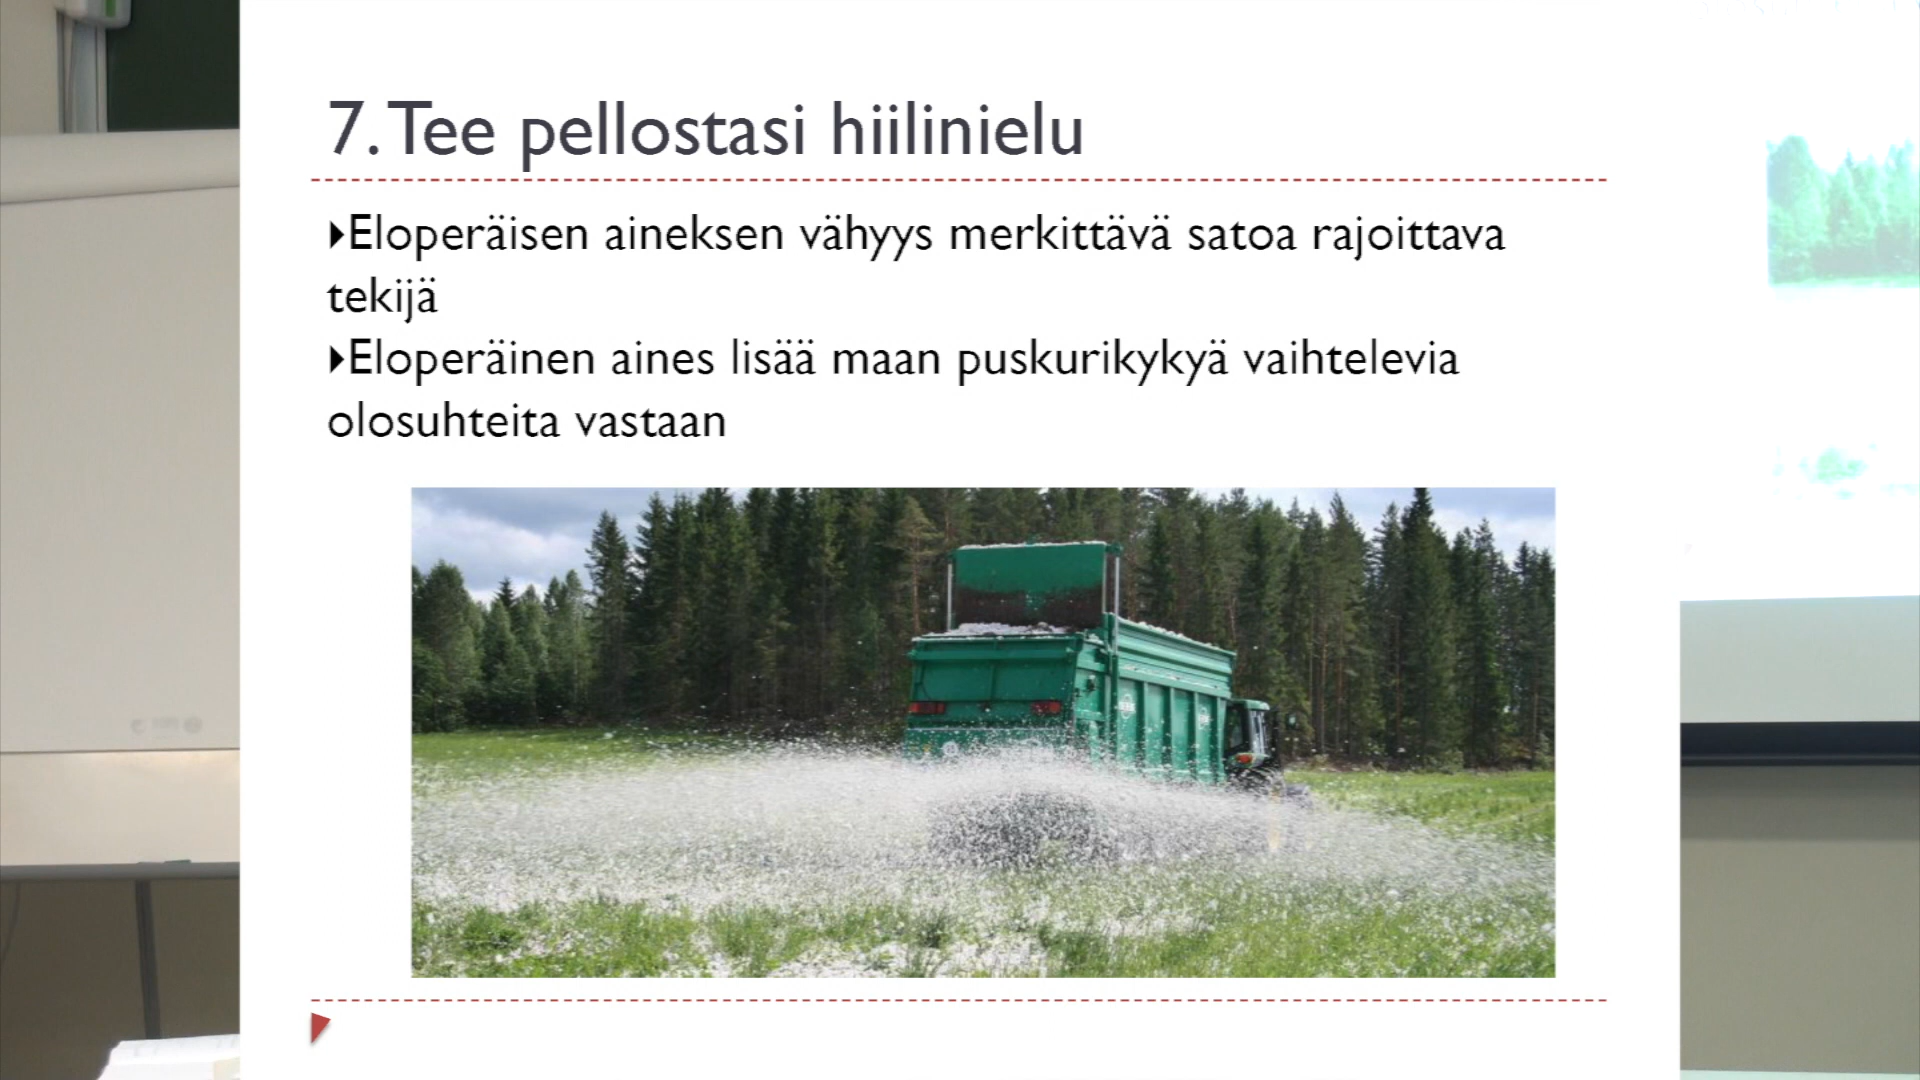 7. Tee pellostasi hiilinielu
Eloperäisen aineksen vähyys merkittävä satoa rajoittava
tekijä
Eloperäinen aines lisää maan puskurikykyä vaihtelevia
olosuhteita vastaan